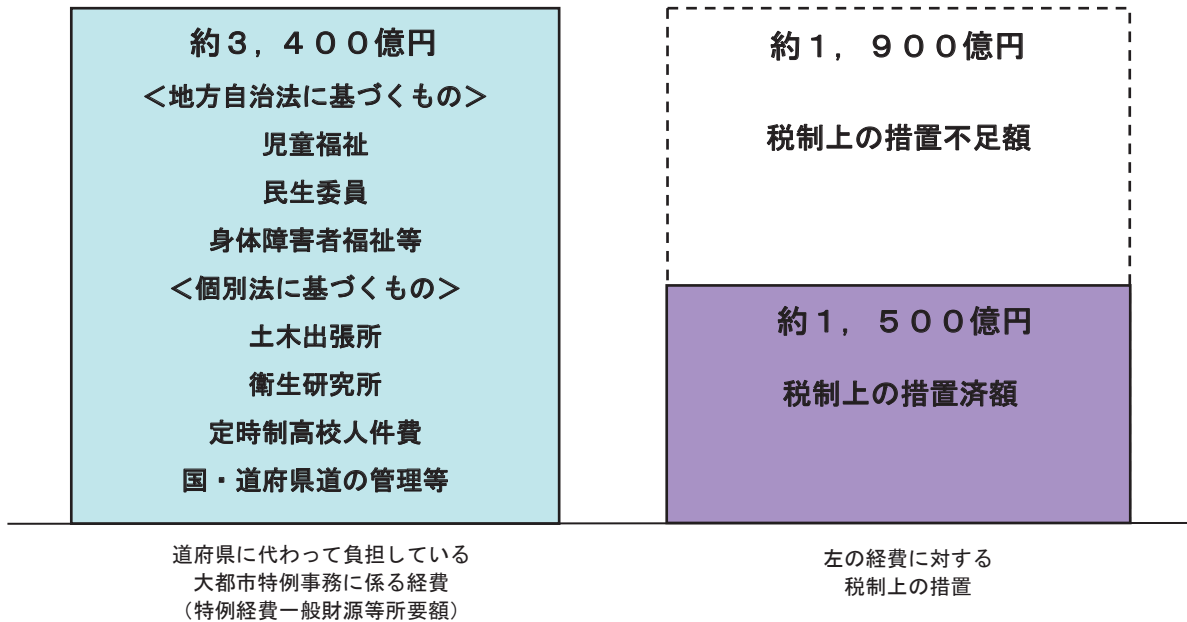 約３，４００億円
＜地方自治法に基づくもの＞
児童福祉
民生委員
身体障害者福祉等
＜個別法に基づくもの＞
土木出張所
衛生研究所
定時制高校人件費
国・道府県道の管理等
道府県に代わって負担している
大都市特例事務に係る経費
（特例経費一般財源等所要額）
約１，９００億円
税制上の措置不足額
約１，５００億円
税制上の措置済額
左の経費に対する
税制上の措置